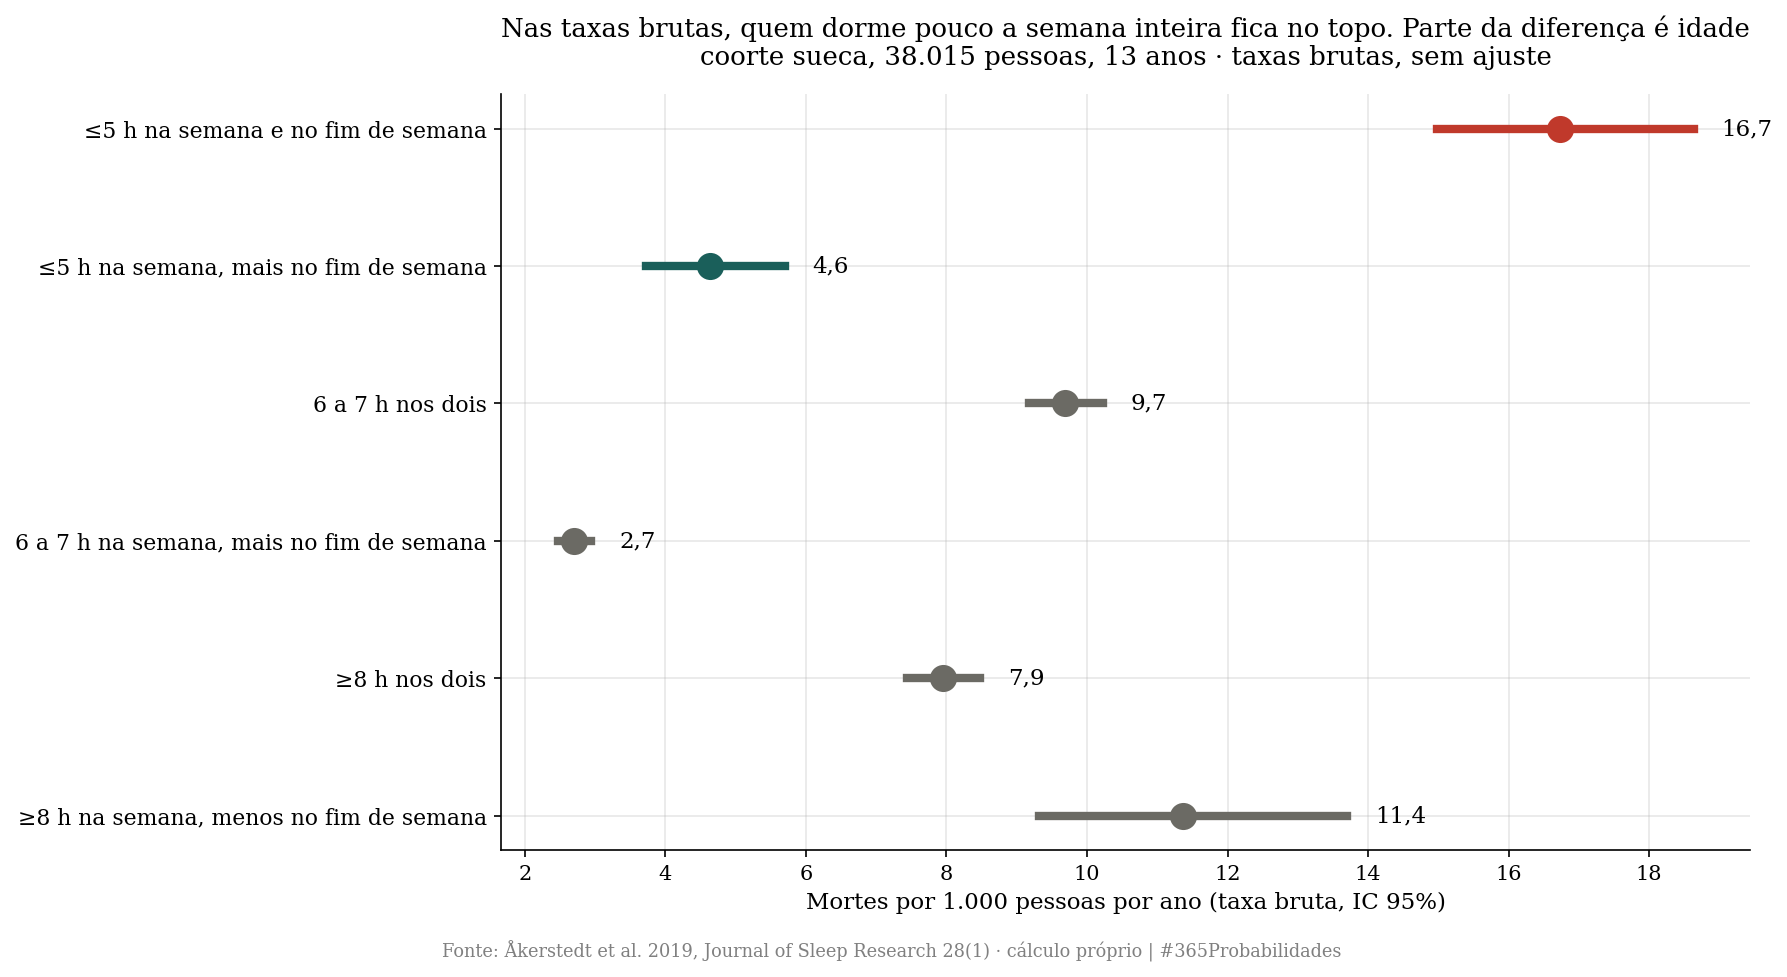 Nas taxas brutas, quem dorme pouco a semana inteira fica no topo. Parte da diferença é idade
coorte sueca, 38.015 pessoas, 13 anos · taxas brutas, sem ajuste
≤5 h na semana e no fim de semana
16,7
≤5 h na semana, mais no fim de semana
4,6
6 a 7 h nos dois
9,7
6 a 7 h na semana, mais no fim de semana
2,7
≥8 h nos dois
7,9
≥8 h na semana, menos no fim de semana
11,4
2 4 6 8 10 12 14 16 18
Mortes por 1.000 pessoas por ano (taxa bruta, IC 95%)
Fonte: Åkerstedt et al. 2019, Journal of Sleep Research 28(1) · cálculo próprio | #365Probabilidades